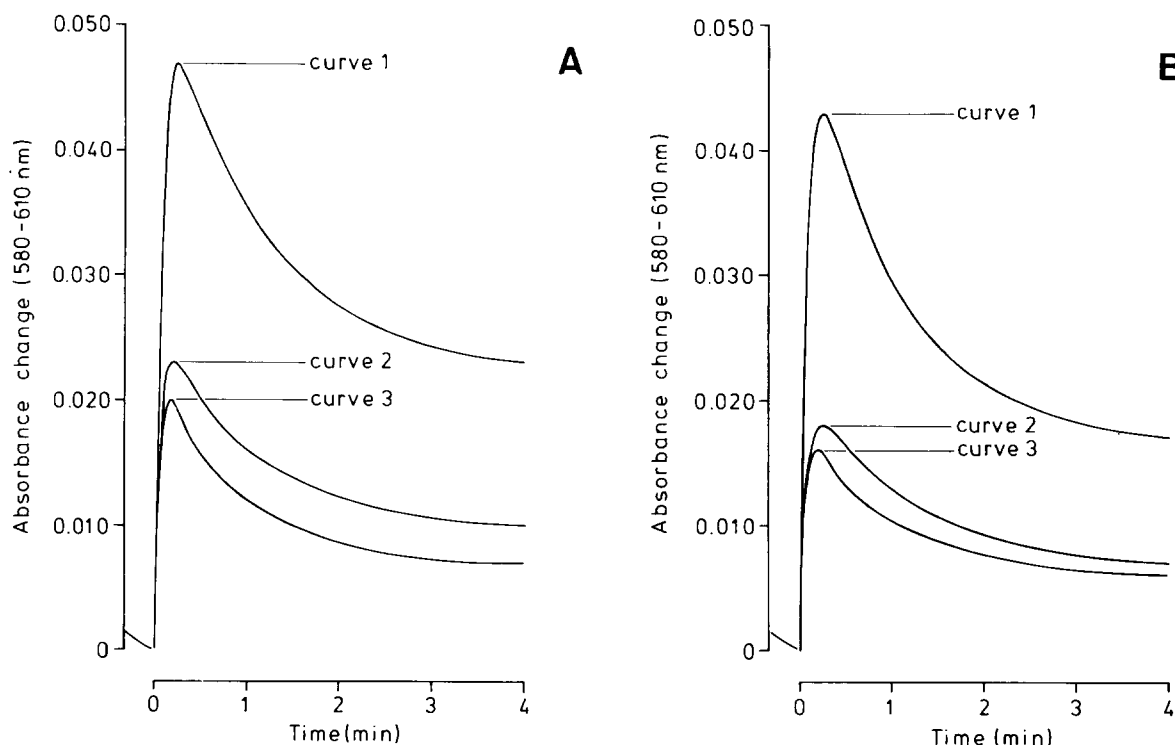 A
Absorbance change (580-610 nm)
0.050
0.040
0.030
0.020
0.010
0
curve 1
curve 2
curve 3
0 1 2 3 4
Time(min)
B
Absorbance change (580-610 nm)
0.050
0.040
0.030
0.020
0.010
0
curve 1
curve 2
curve 3
0 1 2 3 4
Time (min)